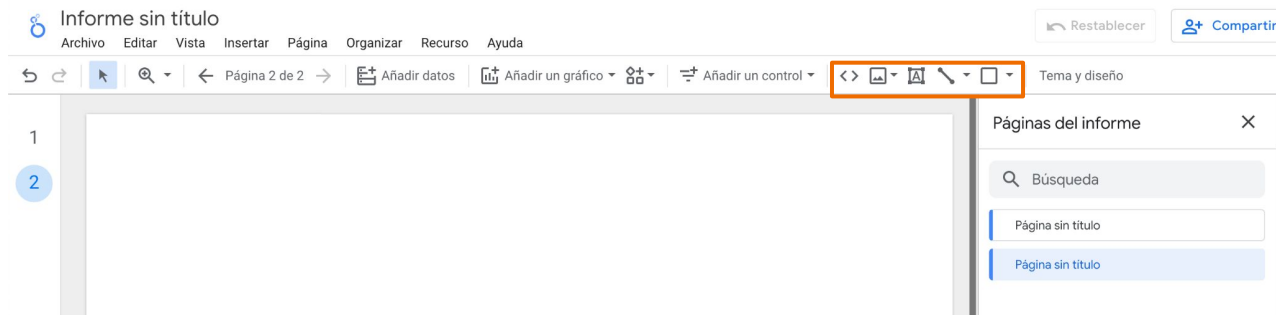 Informe sin título
Restablecer
Compartir
Archivo Editar Vista Insertar Página Organizar Recurso Ayuda
Página 2 de 2 Añadir datos Añadir un gráfico Añadir un control A Tema y diseño
1
2
Páginas del informe
Búsqueda
Página sin título
Página sin título